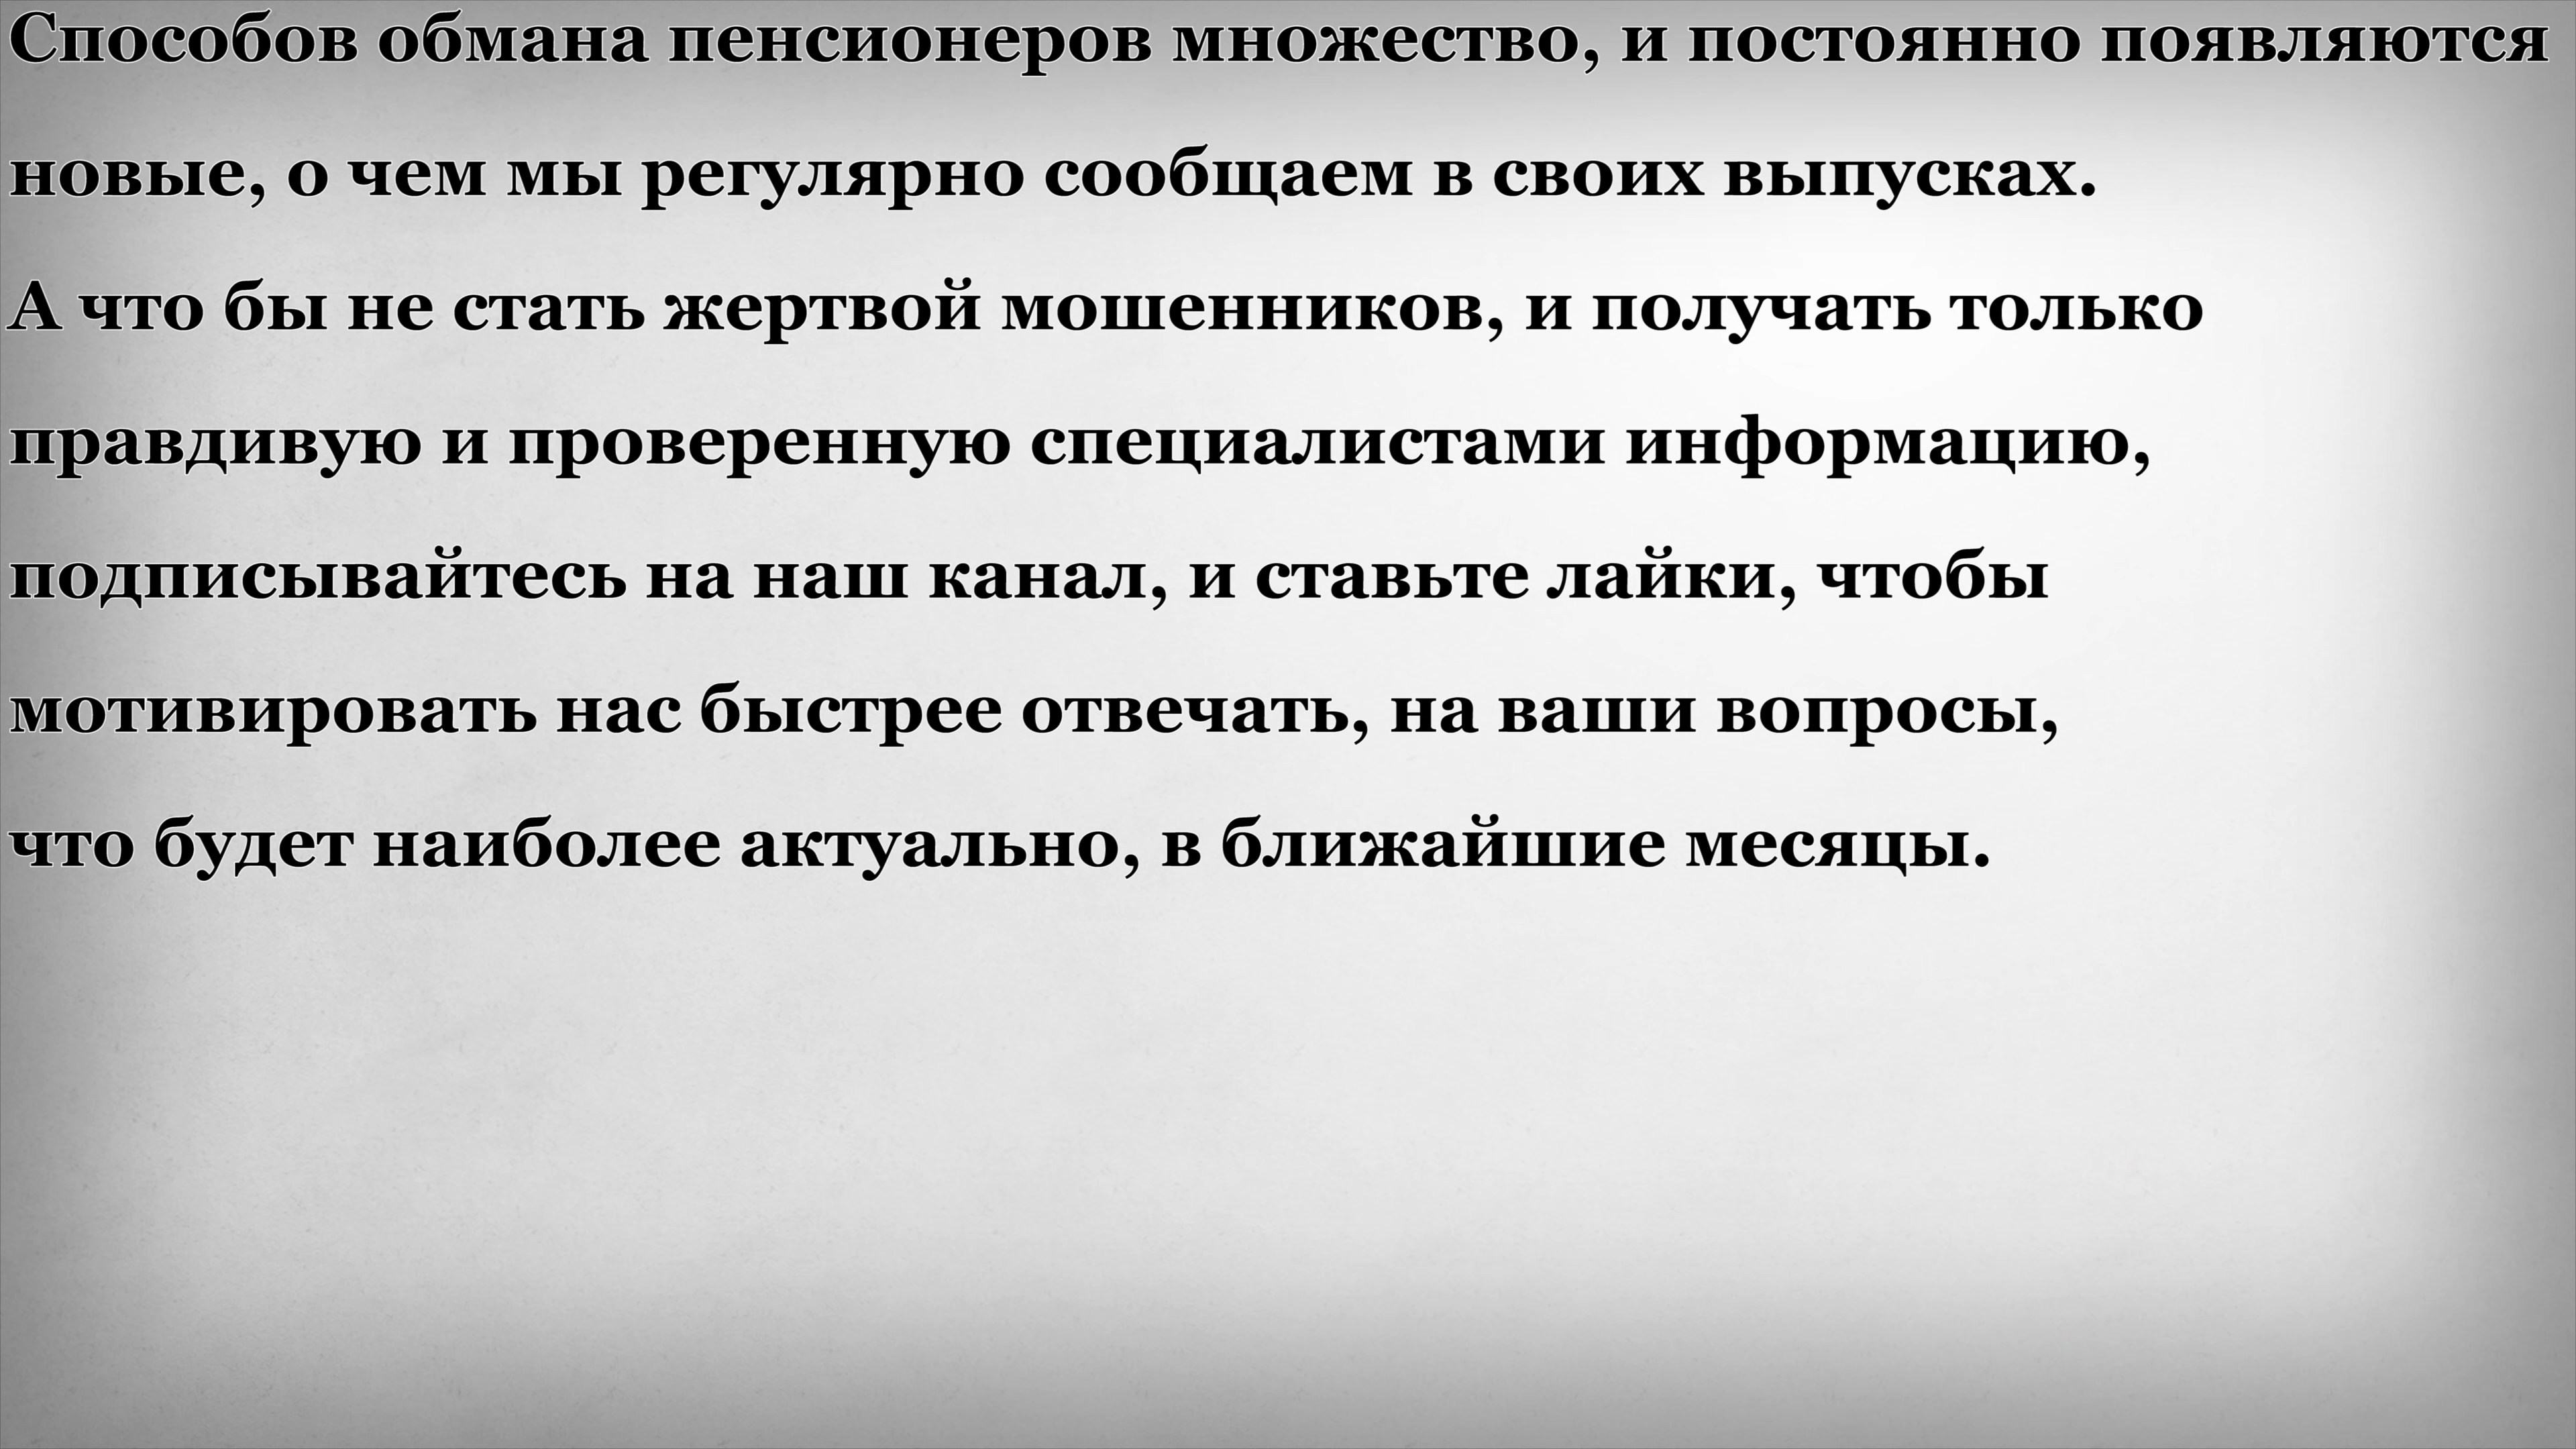 Способов обмана пенсионеров множество, и постоянно появляются
новые, о чем мы регулярно сообщаем в своих выпусках.
А что бы не стать жертвой мошенников, и получать только
правдивую и проверенную специалистами информацию,
подписывайтесь на наш канал, и ставьте лайки, чтобы
мотивировать нас быстрее отвечать, на ваши вопросы,
что будет наиболее актуально, в ближайшие месяцы.